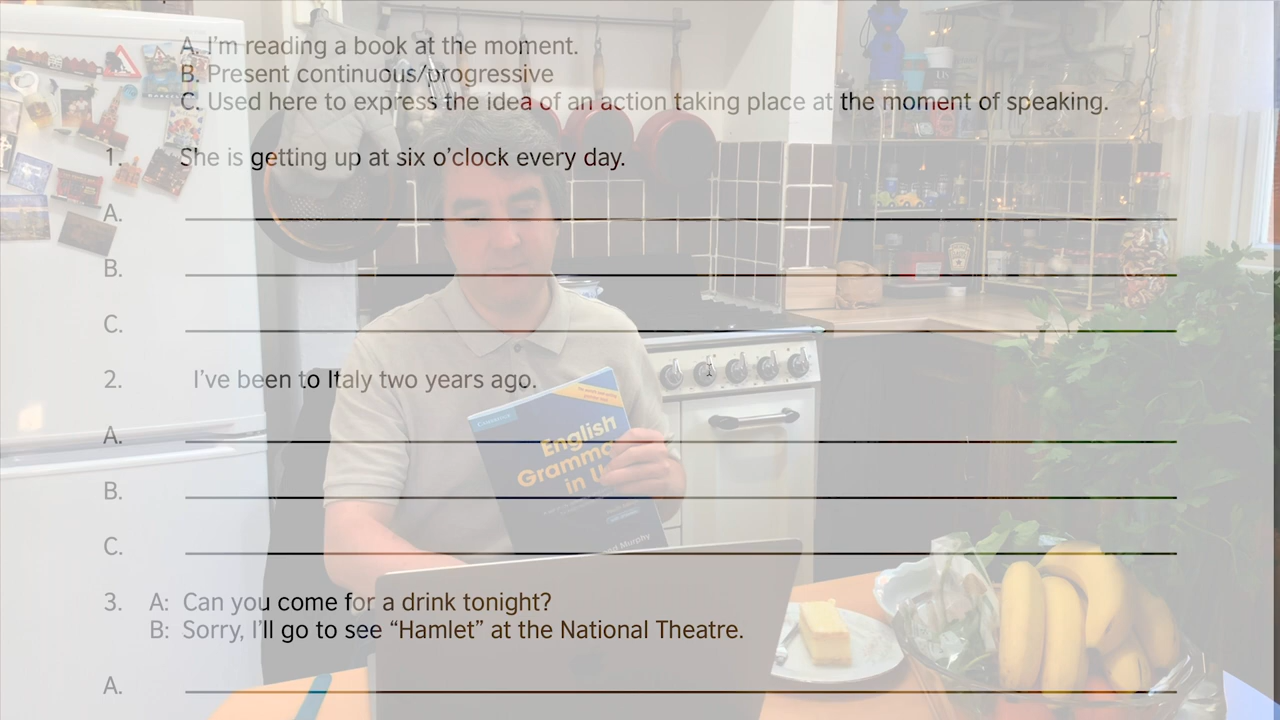 A. I'm reading a book at the moment.
B. Present continuous/progressive
C. Used here to express the idea of an action taking place at the moment of speaking.
1. She is getting up at six o'clock every day.
A.
B.
C.
2. I've been to Italy two years ago.
A.
English
Grammar
B.
C.
Murphy
3. A: Can you come for a drink tonight?
B: Sorry, I'll go to see “Hamlet” at the National Theatre.
A.